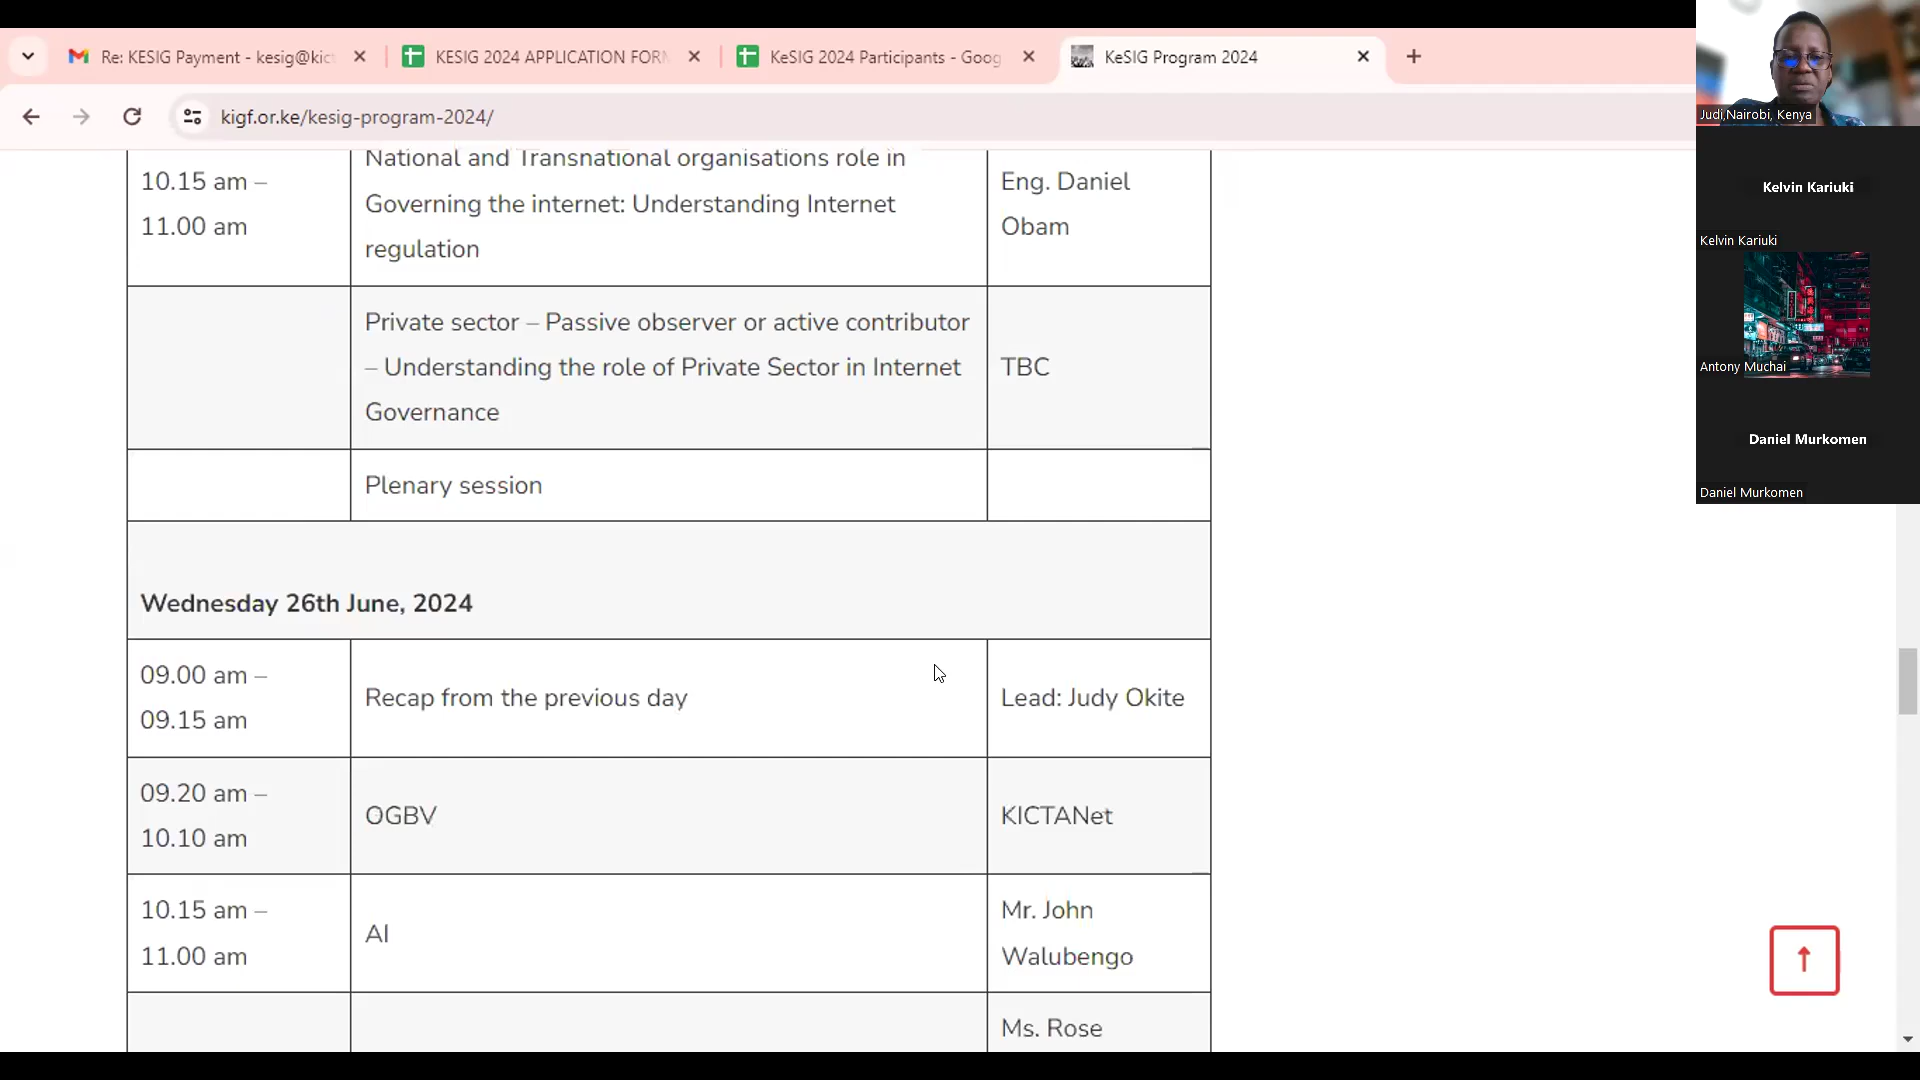 Re: KESIG Payment - kesig@kict
KESIG 2024 APPLICATION FORM
KeSIG 2024 Participants - Goog
KeSIG Program 2024
kigf.or.ke/kesig-program-2024/
10.15 am –
11.00 am
National and Transnational organisations role in
Governing the internet: Understanding Internet
regulation
Eng. Daniel
Obam
Private sector – Passive observer or active contributor
– Understanding the role of Private Sector in Internet
Governance
TBC
Plenary session
Wednesday 26th June, 2024
09.00 am –
09.15 am
Recap from the previous day
Lead: Judy Okite
09.20 am –
10.10 am
OGBV
KICTANet
10.15 am –
11.00 am
AI
Mr. John
Walubengo
Ms. Rose
Judi,Nairobi, Kenya
Kelvin Kariuki
Kelvin Kariuki
Antony Muchai
Daniel Murkomen
Daniel Murkomen